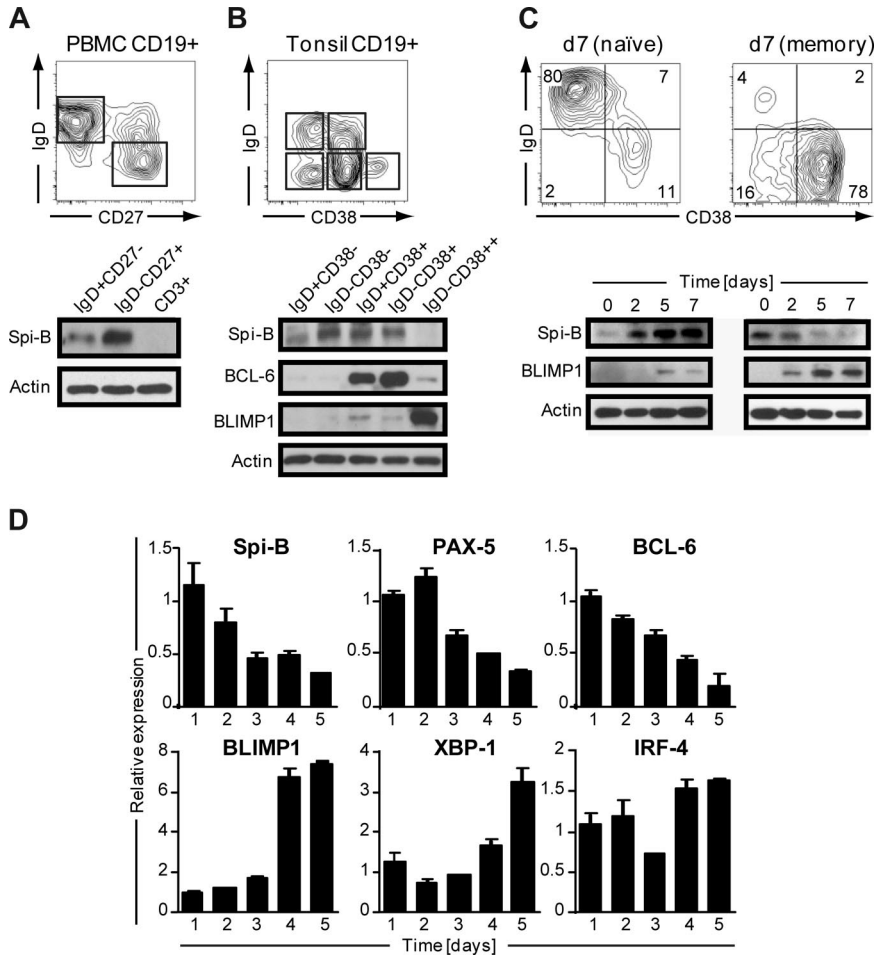 A
PBMC CD19+
IgD
CD27
IgD+CD27-
IgD-CD27+
CD3+
Spi-B
Actin
B
Tonsil CD19+
IgD
CD38
IgD+CD38-
IgD-CD38-
IgD+CD38+
IgD-CD38+
IgD-CD38++
Spi-B
BCL-6
BLIMP1
Actin
C
d7 (naïve)
d7 (memory)
IgD
80
7
2
11
4
2
16
78
CD38
Time [days]
0 2 5 7
0 2 5 7
Spi-B
BLIMP1
Actin
D
Relative expression
Spi-B
1.5
1
0.5
0
1 2 3 4 5
PAX-5
1.5
1
0.5
0
1 2 3 4 5
BCL-6
1.5
1
0.5
0
1 2 3 4 5
BLIMP1
8
6
4
2
0
1 2 3 4 5
XBP-1
4
3
2
1
0
1 2 3 4 5
IRF-4
2
1.5
1
0.5
0
1 2 3 4 5
Time [days]